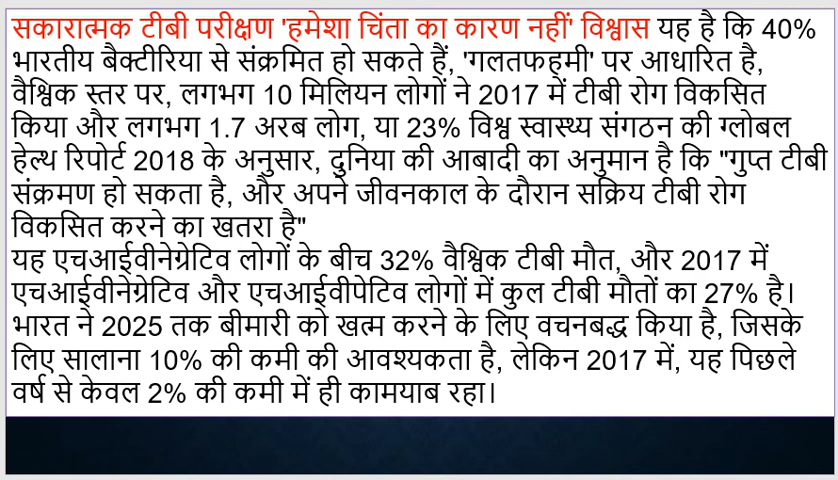 सकारात्मक टीबी परीक्षण 'हमेशा चिंता का कारण नहीं' विश्वास यह है कि 40%
भारतीय बैक्टीरिया से संक्रमित हो सकते हैं, 'गलतफहमी' पर आधारित है,
वैश्विक स्तर पर, लगभग 10 मिलियन लोगों ने 2017 में टीबी रोग विकसित
किया और लगभग 1.7 अरब लोग, या 23% विश्व स्वास्थ्य संगठन की ग्लोबल
हेल्थ रिपोर्ट 2018 के अनुसार, दुनिया की आबादी का अनुमान है कि "गुप्त टीबी
संक्रमण हो सकता है, और अपने जीवनकाल के दौरान सक्रिय टीबी रोग
विकसित करने का खतरा है"
यह एचआईवीनेग्रेटिव लोगों के बीच 32% वैश्विक टीबी मौत, और 2017 में
एचआईवीनेग्रेटिव और एचआईवीपेटिव लोगों में कुल टीबी मौतों का 27% है।
भारत ने 2025 तक बीमारी को खत्म करने के लिए वचनबद्ध किया है, जिसके
लिए सालाना 10% की कमी की आवश्यकता है, लेकिन 2017 में, यह पिछले
वर्ष से केवल 2% की कमी में ही कामयाब रहा।